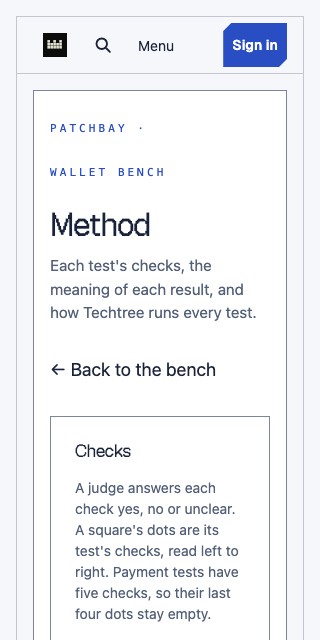 Menu
Sign in
PATCHBAY ·
WALLET BENCH
Method
Each test's checks, the
meaning of each result, and
how Techtree runs every test.
← Back to the bench
Checks
A judge answers each
check yes, no or unclear.
A square's dots are its
test's checks, read left to
right. Payment tests have
five checks, so their last
four dots stay empty.